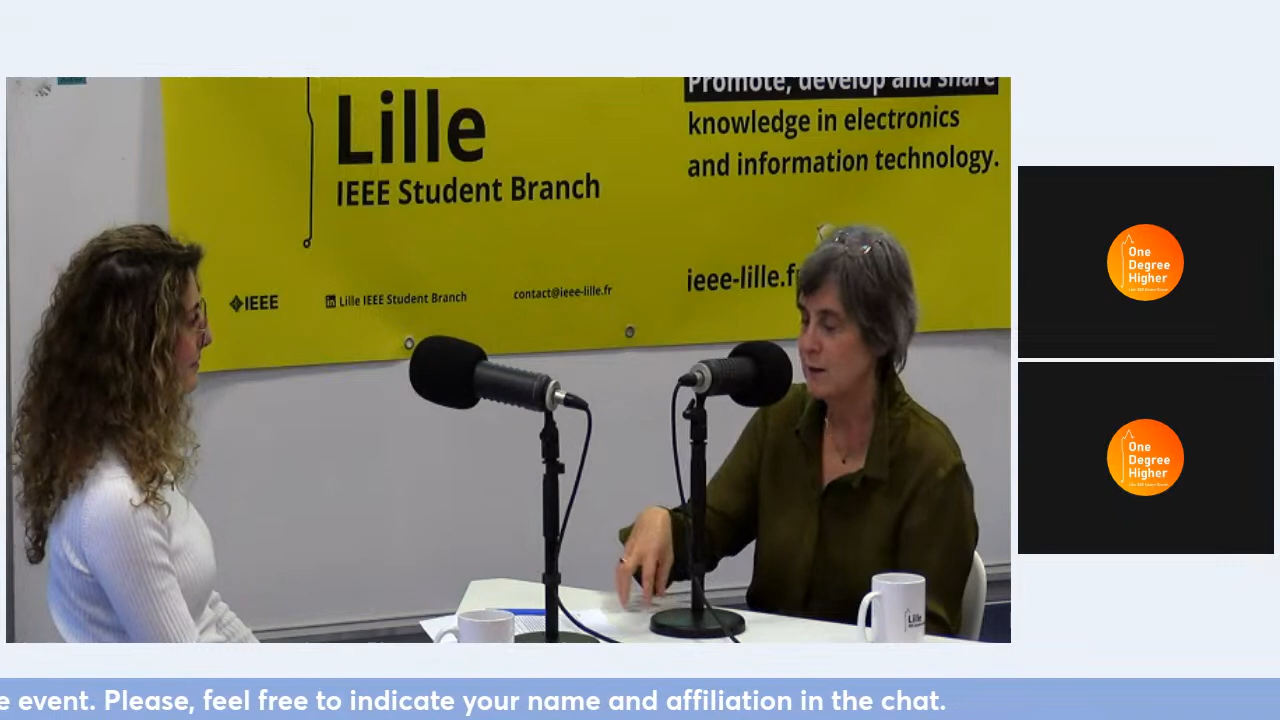 Lille
IEEE Student Branch
IEEE
Lille IEEE Student Branch
contact@ieee-lille.fr
Promote, develop and share
knowledge in electronics
and information technology.
ieee-lille.f
Lille
One
Degree
Higher
One
Degree
Higher
e event. Please, feel free to indicate your name and affiliation in the chat.